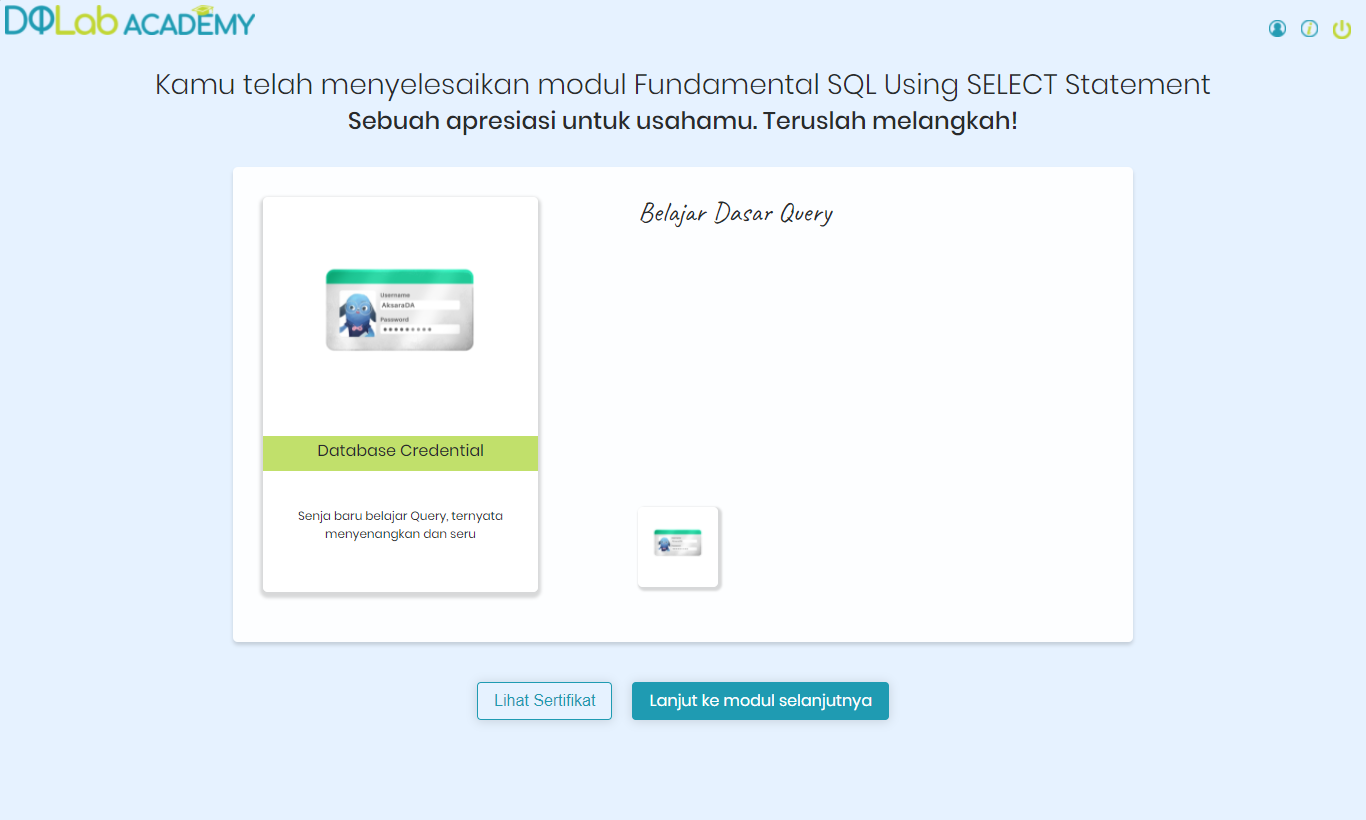 DQLab ACADEMY
Kamu telah menyelesaikan modul Fundamental SQL Using SELECT Statement
Sebuah apresiasi untuk usahamu. Teruslah melangkah!
Belajar Dasar Query
Username
AksaraDA
Password
Database Credential
Senja baru belajar Query, ternyata
menyenangkan dan seru
Lihat Sertifikat
Lanjut ke modul selanjutnya